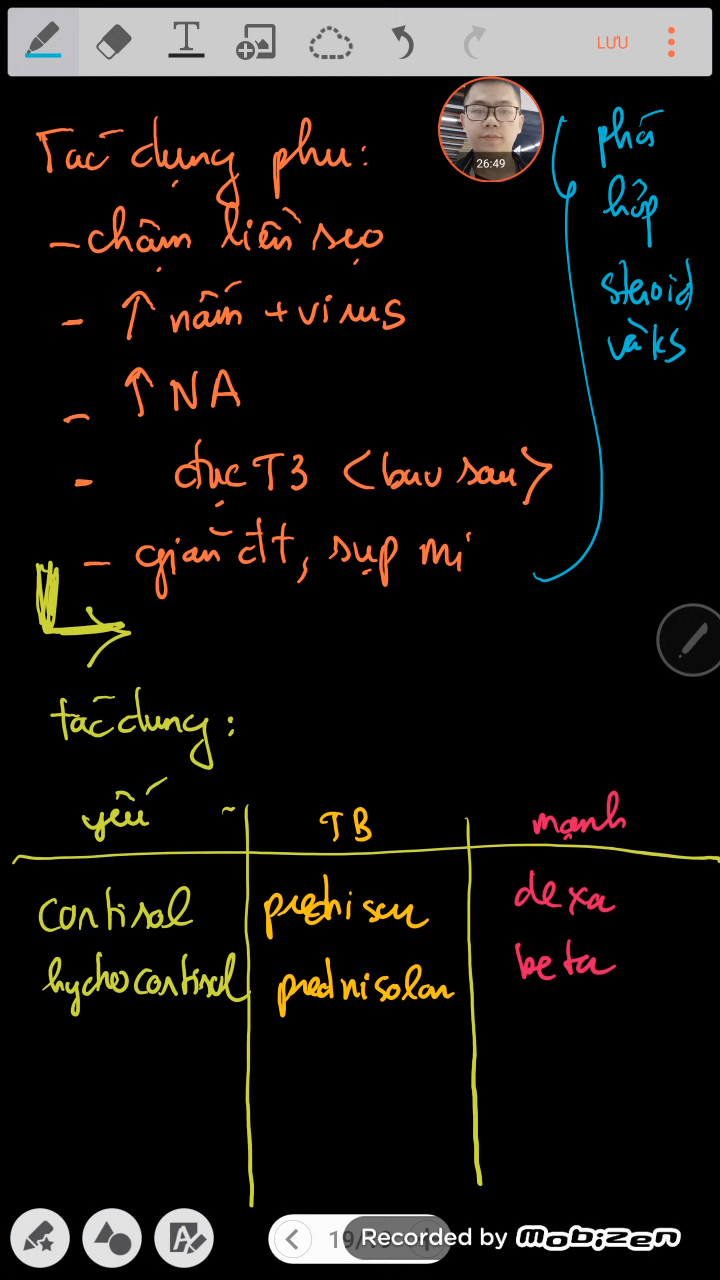 T
LƯU
26:49
Tác dụng phụ:
- chậm liền sẹo
- ↑ nấm + virus
- ↑ NA
- đục T3 <bao sau>
- giãn đt, sụp mi
phối
hợp
steroid
và KS
tác dụng:
yếu
TB
mạnh
cortisol
prednison
dexa
hydrocortisol
prednisolon
beta
Recorded by mobizen